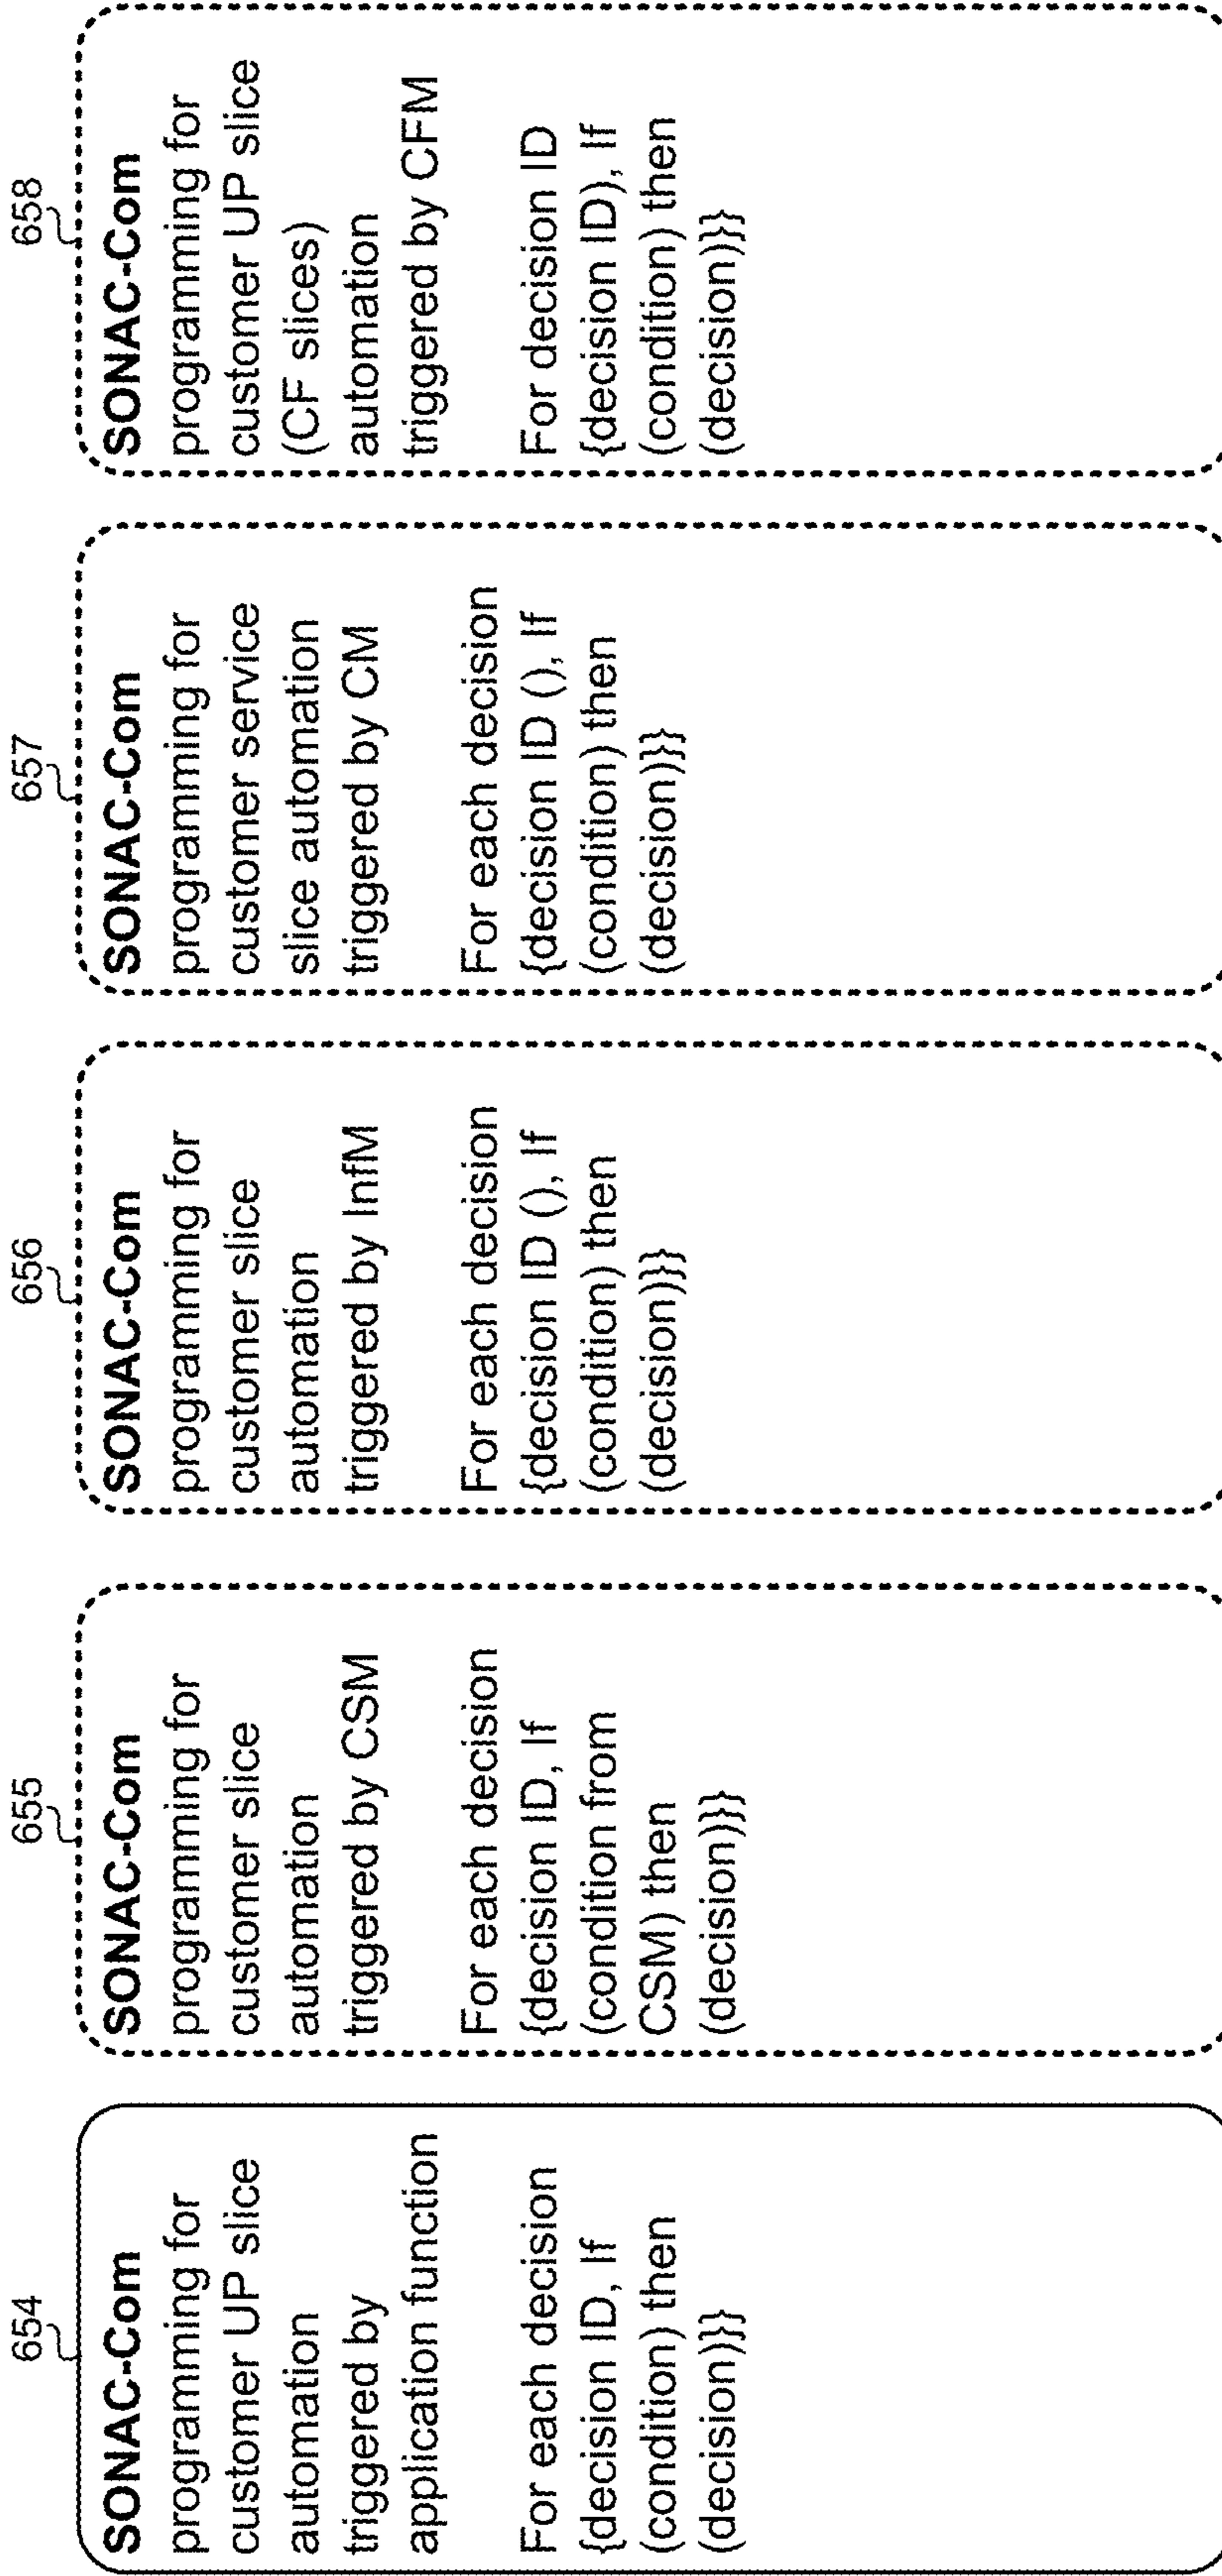 654
SONAC-Com
programming for
customer UP slice
automation
triggered by
application function
For each decision
{decision ID, If
(condition) then
(decision)}}
655
SONAC-Com
programming for
customer slice
automation
triggered by CSM
For each decision
{decision ID, If
(condition from
CSM) then
(decision)}}
656
SONAC-Com
programming for
customer slice
automation
triggered by InfM
For each decision
{decision ID (), If
(condition) then
(decision)}}
657
SONAC-Com
programming for
customer service
slice automation
triggered by CM
For each decision
{decision ID (), If
(condition) then
(decision)}}
658
SONAC-Com
programming for
customer UP slice
(CF slices)
automation
triggered by CFM
For decision ID
{decision ID), If
(condition) then
(decision)}}